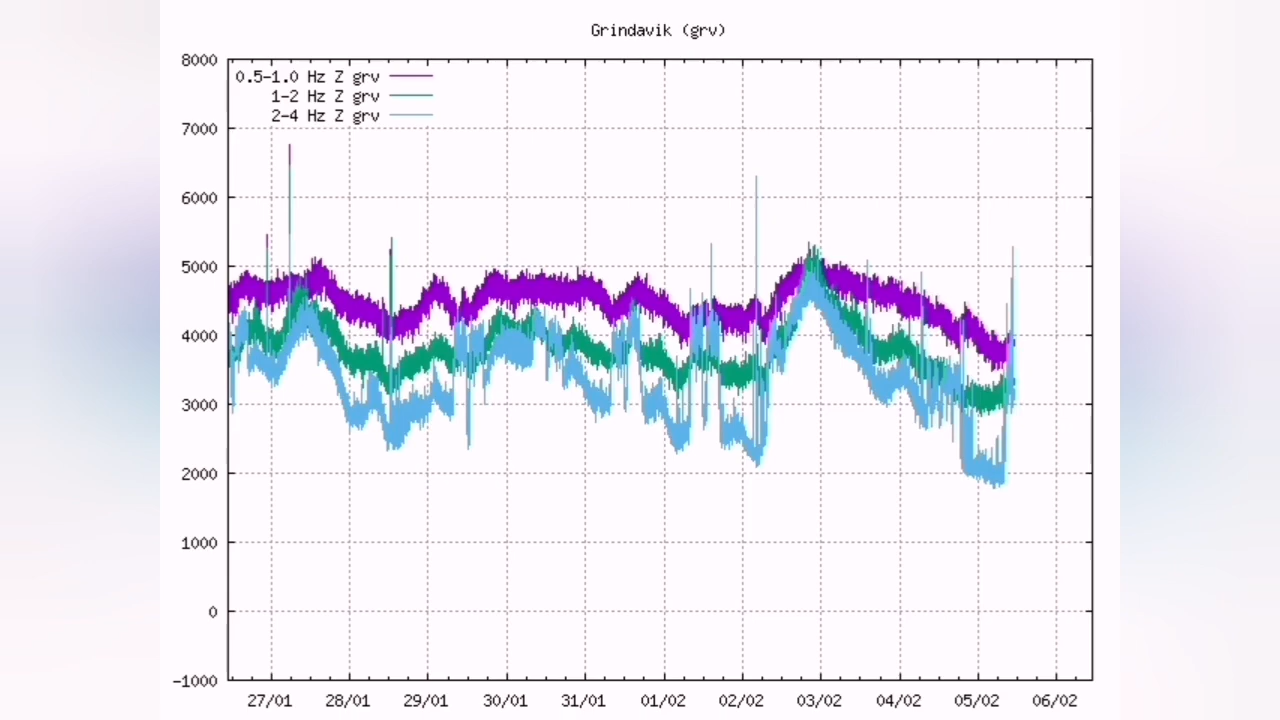 Grindavik (grv)
8000
0.5-1.0 Hz Z grv
1-2 Hz Z grv
2-4 Hz Z grv
7000
6000
5000
4000
3000
2000
1000
0
-1000
27/01 28/01 29/01 30/01 31/01 01/02 02/02 03/02 04/02 05/02 06/02